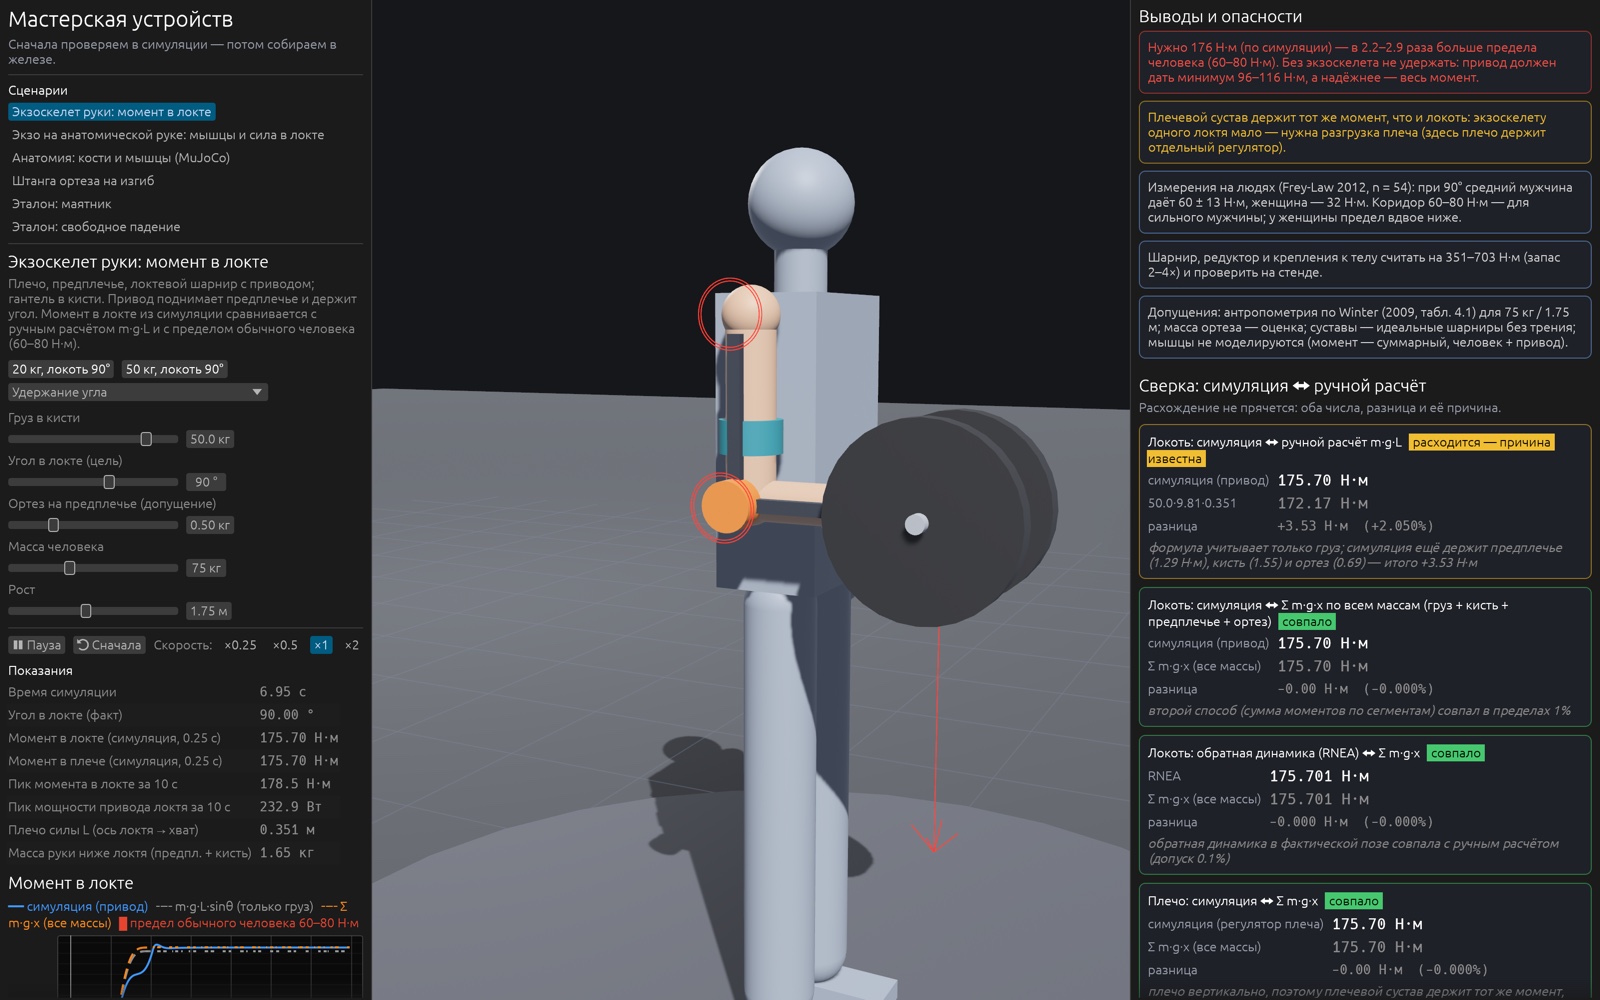 Мастерская устройств
Сначала проверяем в симуляции — потом собираем в
железе.
Сценарии
Экзоскелет руки: момент в локте
Экзо на анатомической руке: мышцы и сила в локте
Анатомия: кости и мышцы (MuJoCo)
Штанга ортеза на изгиб
Эталон: маятник
Эталон: свободное падение
Экзоскелет руки: момент в локте
Плечо, предплечье, локтевой шарнир с приводом;
гантель в кисти. Привод поднимает предплечье и держит
угол. Момент в локте из симуляции сравнивается с
ручным расчётом m·g·L и с пределом обычного человека
(60–80 Н·м).
20 кг, локоть 90° 50 кг, локоть 90°
Удержание угла
Груз в кисти
50.0 кг
Угол в локте (цель)
90 °
Ортез на предплечье (допущение)
0.50 кг
Масса человека
75 кг
Рост
1.75 м
Пауза Сначала Скорость: ×0.25 ×0.5 ×1 ×2
Показания
Время симуляции 6.95 с
Угол в локте (факт) 90.00 °
Момент в локте (симуляция, 0.25 с) 175.70 Н·м
Момент в плече (симуляция, 0.25 с) 175.70 Н·м
Пик момента в локте за 10 с 178.5 Н·м
Пик мощности привода локтя за 10 с 232.9 Вт
Плечо силы L (ось локтя → хват) 0.351 м
Масса руки ниже локтя (предпл. + кисть) 1.65 кг
Момент в локте
симуляция (привод) m·g·L·sinθ (только груз) Σ
m·g·x (все массы) предел обычного человека 60–80 Н·м
Выводы и опасности
Нужно 176 Н·м (по симуляции) — в 2.2–2.9 раза больше предела
человека (60–80 Н·м). Без экзоскелета не удержать: привод должен
дать минимум 96–116 Н·м, а надёжнее — весь момент.
Плечевой сустав держит тот же момент, что и локоть: экзоскелету
одного локтя мало — нужна разгрузка плеча (здесь плечо держит
отдельный регулятор).
Измерения на людях (Frey-Law 2012, n = 54): при 90° средний мужчина
даёт 60 ± 13 Н·м, женщина — 32 Н·м. Коридор 60–80 Н·м — для
сильного мужчины; у женщины предел вдвое ниже.
Шарнир, редуктор и крепления к телу считать на 351–703 Н·м (запас
2–4×) и проверить на стенде.
Допущения: антропометрия по Winter (2009, табл. 4.1) для 75 кг / 1.75
м; масса ортеза — оценка; суставы — идеальные шарниры без трения;
мышцы не моделируются (момент — суммарный, человек + привод).
Сверка: симуляция ⬌ ручной расчёт
Расхождение не прячется: оба числа, разница и её причина.
Локоть: симуляция ⬌ ручной расчёт m·g·L расходится — причина
известна
симуляция (привод) 175.70 Н·м
50.0·9.81·0.351 172.17 Н·м
разница +3.53 Н·м (+2.050%)
формула учитывает только груз; симуляция ещё держит предплечье
(1.29 Н·м), кисть (1.55) и ортез (0.69) — итого +3.53 Н·м
Локоть: симуляция ⬌ Σ m·g·x по всем массам (груз + кисть +
предплечье + ортез) совпало
симуляция (привод) 175.70 Н·м
Σ m·g·x (все массы) 175.70 Н·м
разница -0.00 Н·м (-0.000%)
второй способ (сумма моментов по сегментам) совпал в пределах 1%
Локоть: обратная динамика (RNEA) ⬌ Σ m·g·x совпало
RNEA 175.701 Н·м
Σ m·g·x (все массы) 175.701 Н·м
разница -0.000 Н·м (-0.000%)
обратная динамика в фактической позе совпала с ручным расчётом
(допуск 0.1%)
Плечо: симуляция ⬌ Σ m·g·x совпало
симуляция (регулятор плеча) 175.70 Н·м
Σ m·g·x (все массы) 175.70 Н·м
разница -0.00 Н·м (-0.000%)
плечо вертикально, поэтому плечевой сустав держит тот же момент,